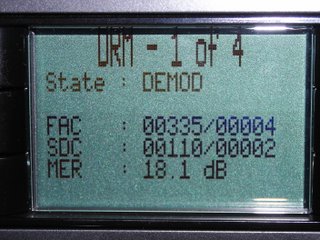 DRM - 1 of 4
State : DEMOD
FAC : 00335/00004
SDC : 00110/00002
MER : 18.1 dB